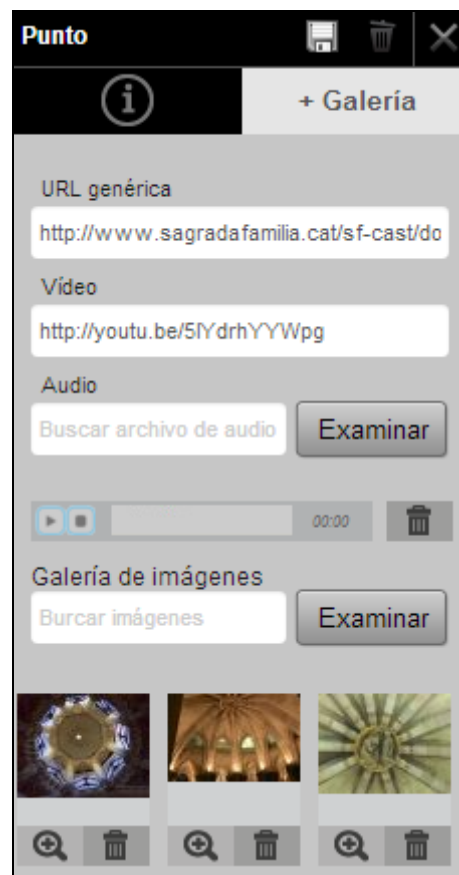 Punto
+ Galería
URL genérica
http://www.sagradafamilia.cat/sf-cast/do
Vídeo
http://youtu.be/5IYdrhYYWpg
Audio
Buscar archivo de audio
Examinar
00:00
Galería de imágenes
Burcar imágenes
Examinar